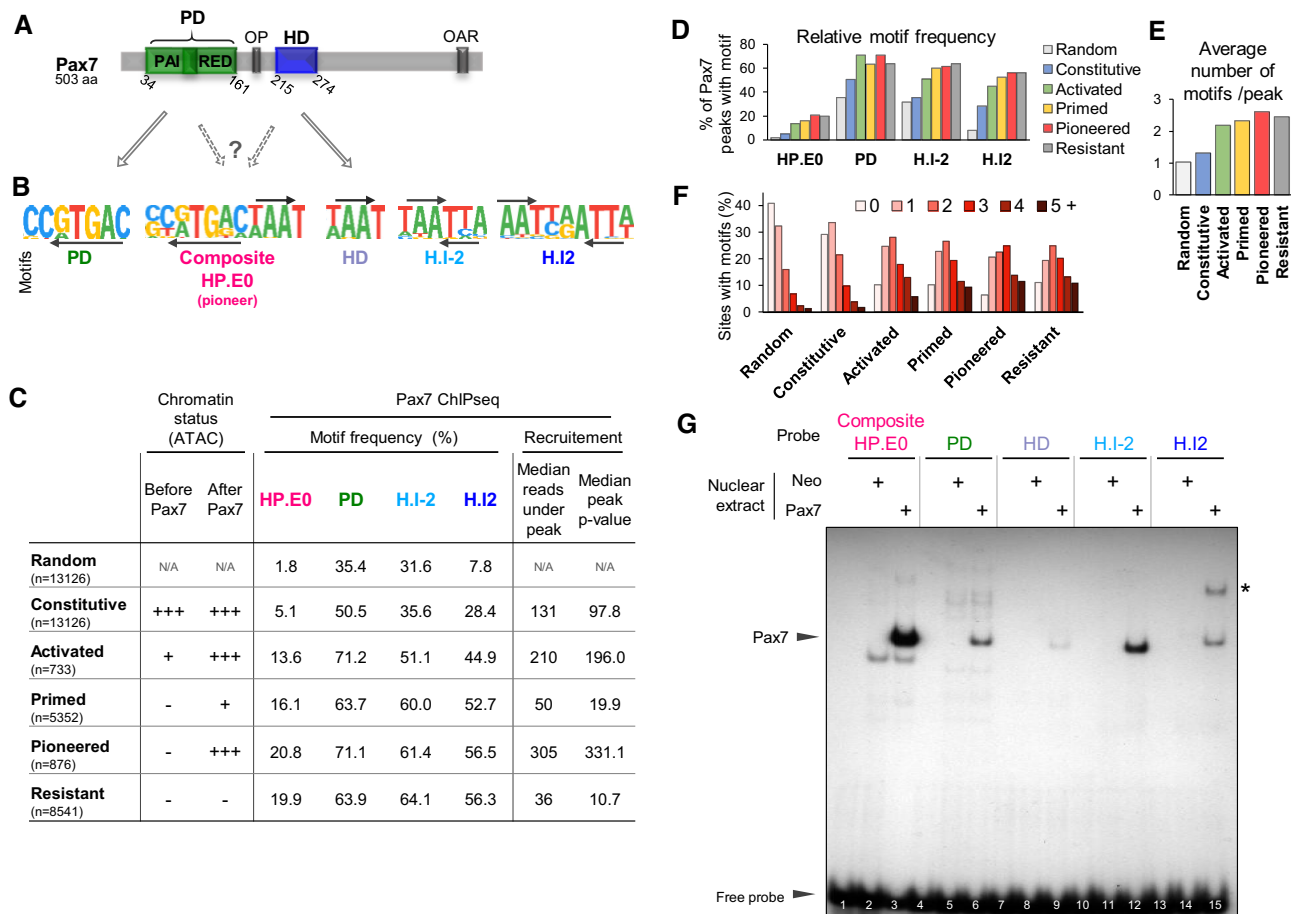 A
PD
PAI
RED
OP
HD
OAR
Pax7
503 aa
34
161
215
274
?
B
Motifs
CCGTGAC
TAAT
PD
Composite
HP.E0
(pioneer)
HD
H.I-2
H.I2
C
Chromatin status (ATAC)
Pax7 ChIPseq
Motif frequency (%)
Recruitement
Before Pax7
After Pax7
HP.E0
PD
H.I-2
H.I2
Median reads under peak
Median peak p-value
Random
(n=13126)
N/A N/A 1.8 35.4 31.6 7.8 N/A N/A
Constitutive
(n=13126)
+++ +++ 5.1 50.5 35.6 28.4 131 97.8
Activated
(n=733)
+ +++ 13.6 71.2 51.1 44.9 210 196.0
Primed
(n=5352)
- + 16.1 63.7 60.0 52.7 50 19.9
Pioneered
(n=876)
- +++ 20.8 71.1 61.4 56.5 305 331.1
Resistant
(n=8541)
- - 19.9 63.9 64.1 56.3 36 10.7
D
Relative motif frequency
% of Pax7
peaks with motif
80
60
40
20
0
HP.E0
PD
H.I-2
H.I2
Random
Constitutive
Activated
Primed
Pioneered
Resistant
E
Average
number of
motifs /peak
3
2
1
0
Random
Constitutive
Activated
Primed
Pioneered
Resistant
F
Sites with motifs (%)
40
30
20
10
0
0 1 2 3 4 5 +
Random
Constitutive
Activated
Primed
Pioneered
Resistant
G
Probe
Composite
HP.E0
PD
HD
H.I-2
H.I2
Nuclear
extract
Neo
+ + + + +
Pax7
+ + + + +
Pax7
*
Free probe
1 2 3 4 5 6 7 8 9 10 11 12 13 14 15